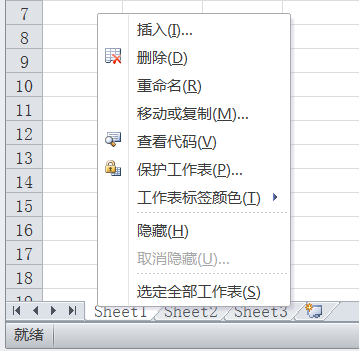 7
8
9
10
11
12
13
14
15
16
17
18
插入(I)...
删除(D)
重命名(R)
移动或复制(M)...
查看代码(V)
保护工作表(P)...
工作表标签颜色(T)
隐藏(H)
取消隐藏(U)...
选定全部工作表(S)
Sheet1 Sheet2 Sheet3
就绪